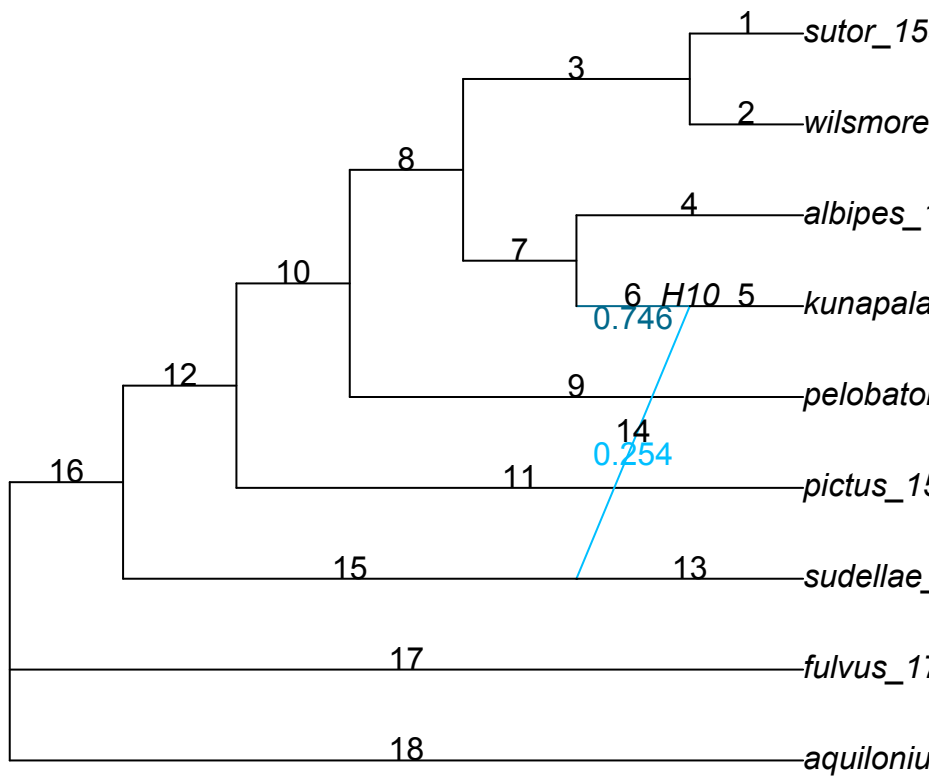 1 sutor_15
3
2 wilsmore
8
4 albipes_1
7
10
6 H10 5 kunapala
0.746
12
9 pelobato
14
0.254
16
11 pictus_15
15 13 sudellae_
17 fulvus_17
18 aquiloniu